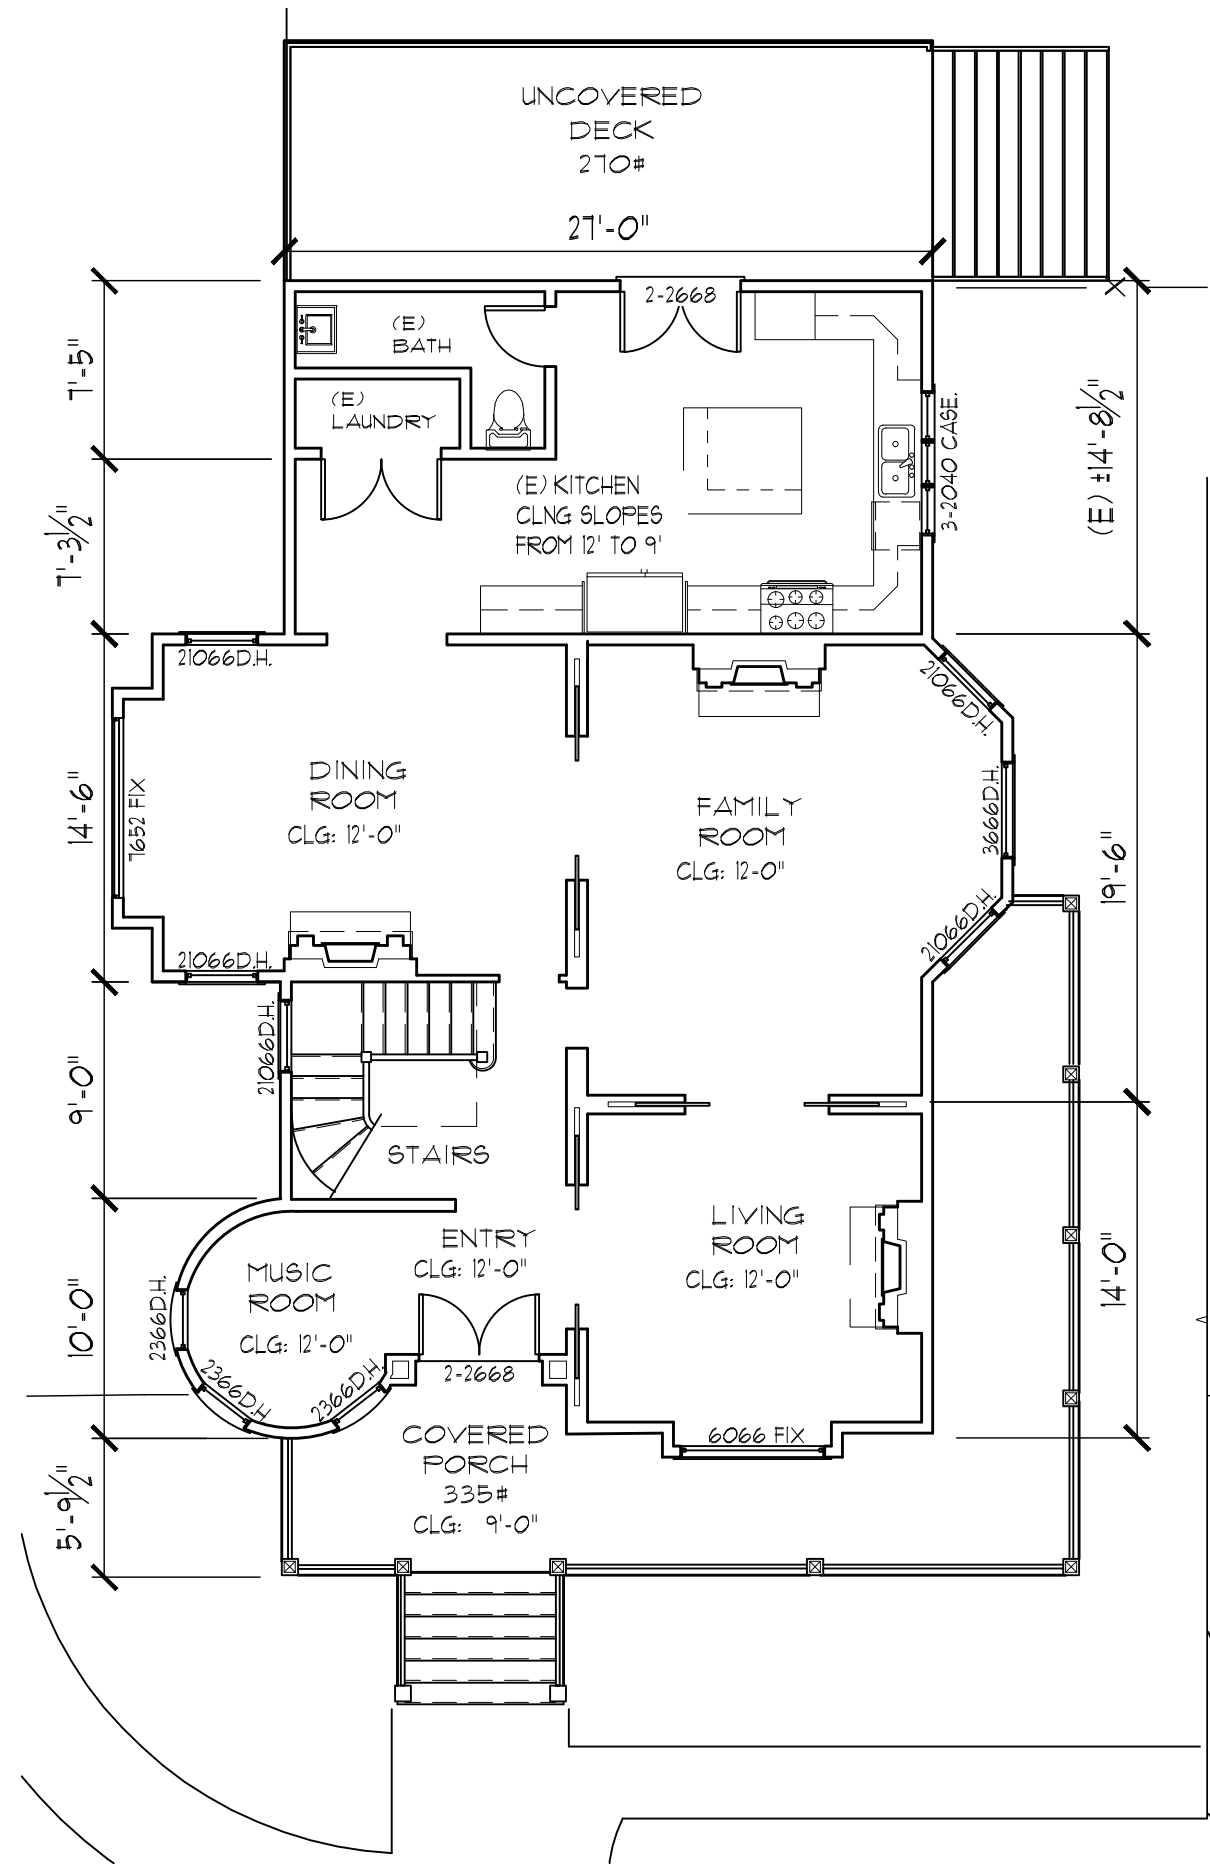 UNCOVERED
DECK
270#
27'-0"
2-2668
(E)
BATH
7'-5"
(E)
LAUNDRY
(E) ±14'-8½"
3-2040 CASE.
(E) KITCHEN
CLNG SLOPES
FROM 12' TO 9'
7'-3½"
21066D.H.
21066D.H.
DINING
ROOM
CLG: 12'-0"
14'-6"
7652 FIX
FAMILY
ROOM
CLG: 12-0"
3666D.H.
19'-6"
21066D.H.
21066D.H.
21066D.H.
9'-0"
STAIRS
ENTRY
CLG: 12'-0"
LIVING
ROOM
CLG: 12'-0"
14'-0"
MUSIC
ROOM
CLG: 12'-0"
10'-0"
2366D.H.
2366D.H
2366D.H.
2-2668
COVERED
PORCH
335#
CLG: 9'-0"
6066 FIX
5'-9½"